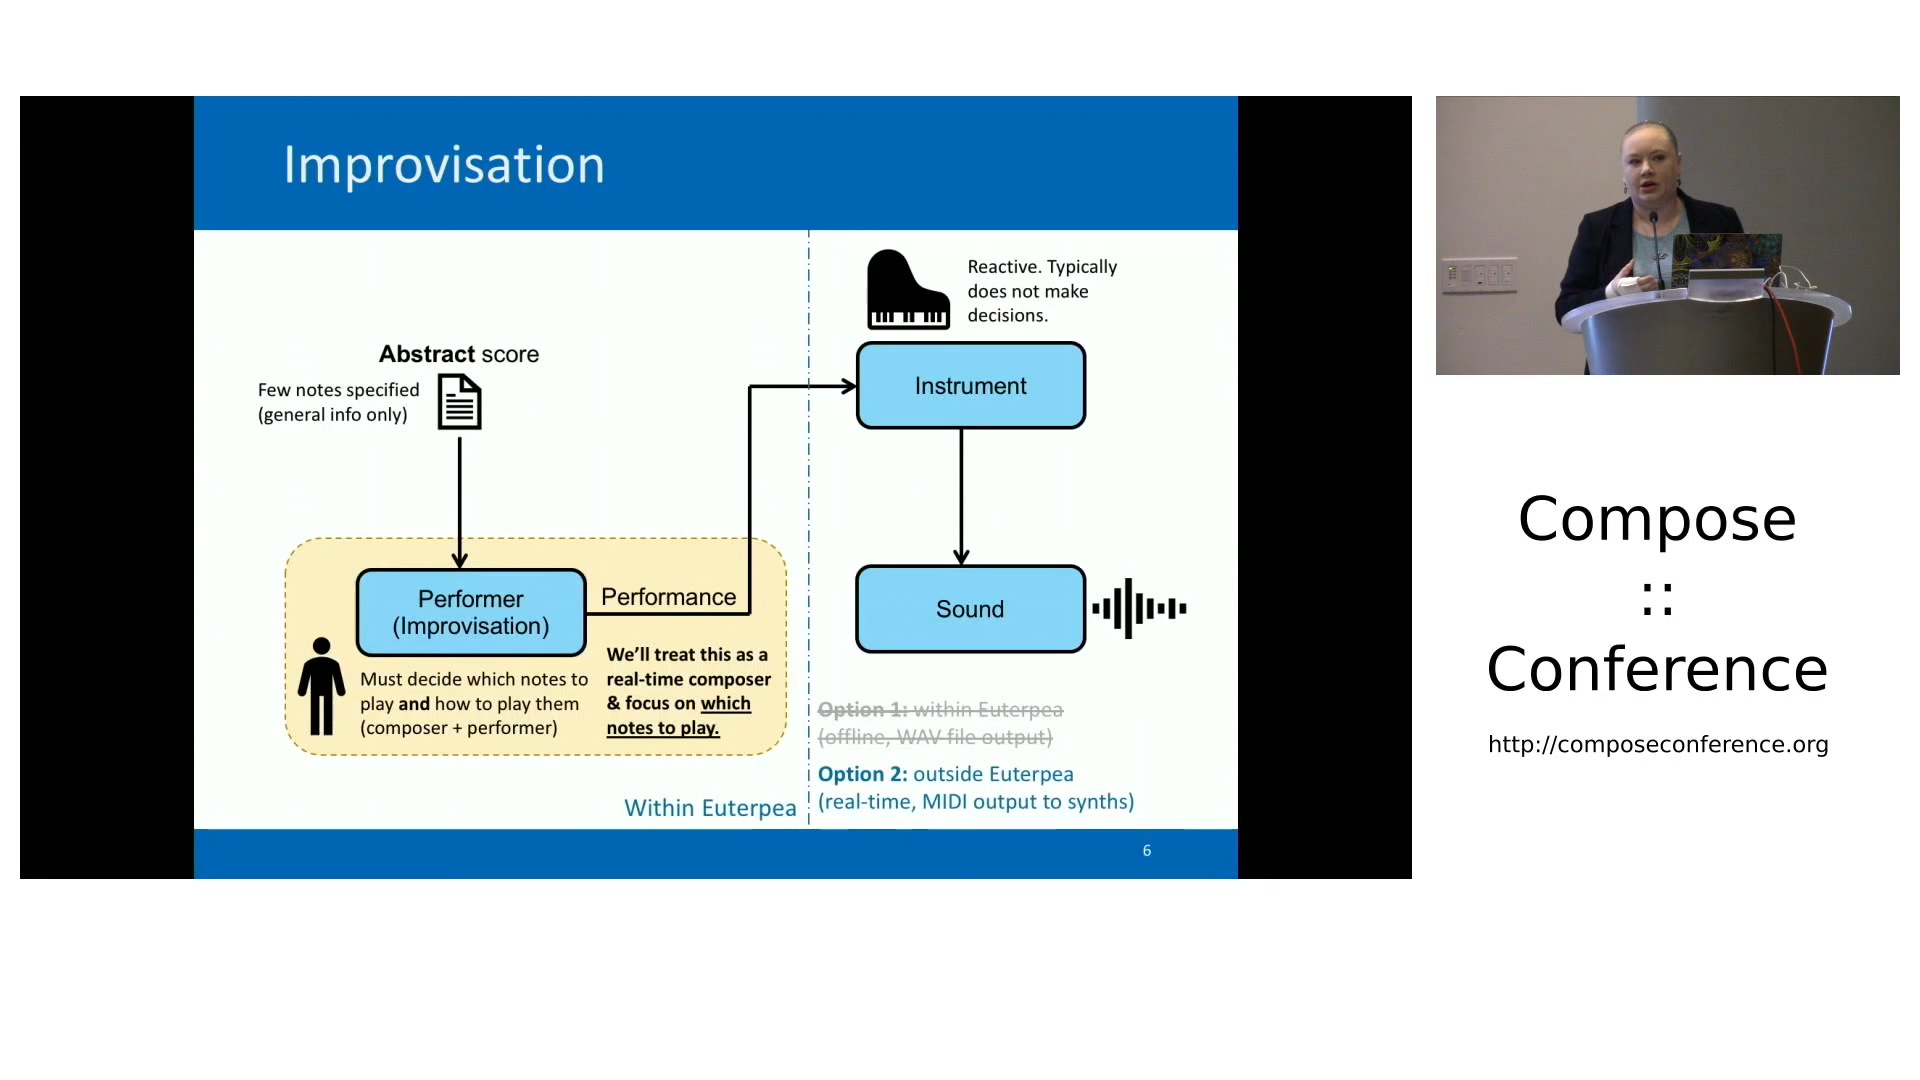 Improvisation
Abstract score
Few notes specified
(general info only)
Performer
(Improvisation)
Performance
Must decide which notes to
play and how to play them
(composer + performer)
We'll treat this as a
real-time composer
& focus on which
notes to play.
Within Euterpea
Reactive. Typically
does not make
decisions.
Instrument
Sound
Option 1: within Euterpea
(offline, WAV file output)
Option 2: outside Euterpea
(real-time, MIDI output to synths)
6
Compose
::
Conference
http://composeconference.org